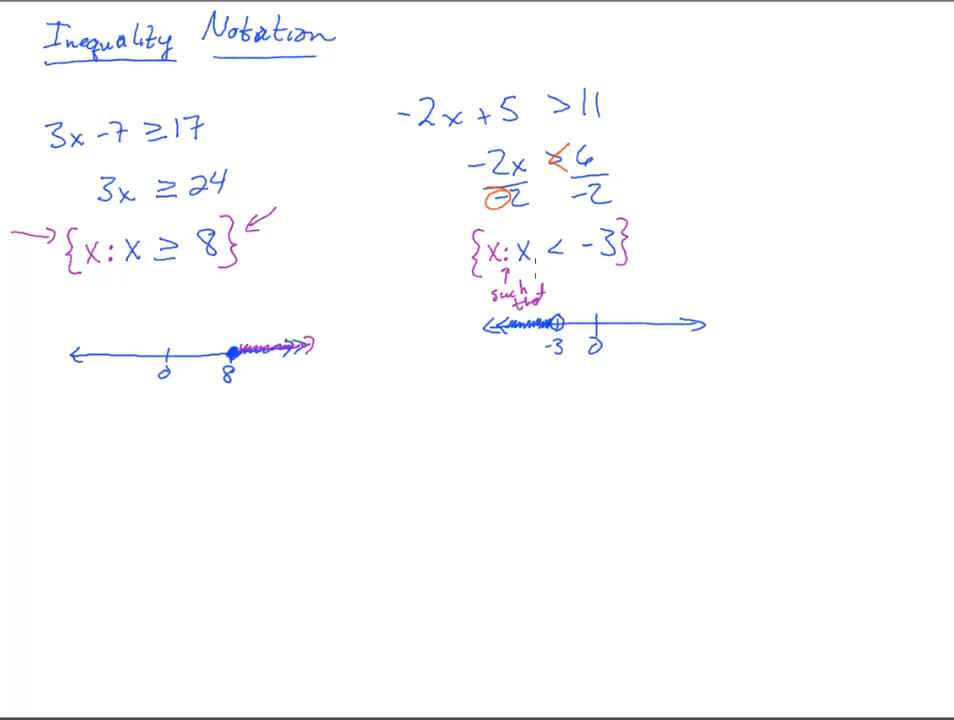 Inequality Notation
3x - 7 ≥ 17
3x ≥ 24
{x: x ≥ 8}
0 8
-2x + 5 > 11
-2x < 6
-2 -2
{x: x < -3}
such
that
-3 0